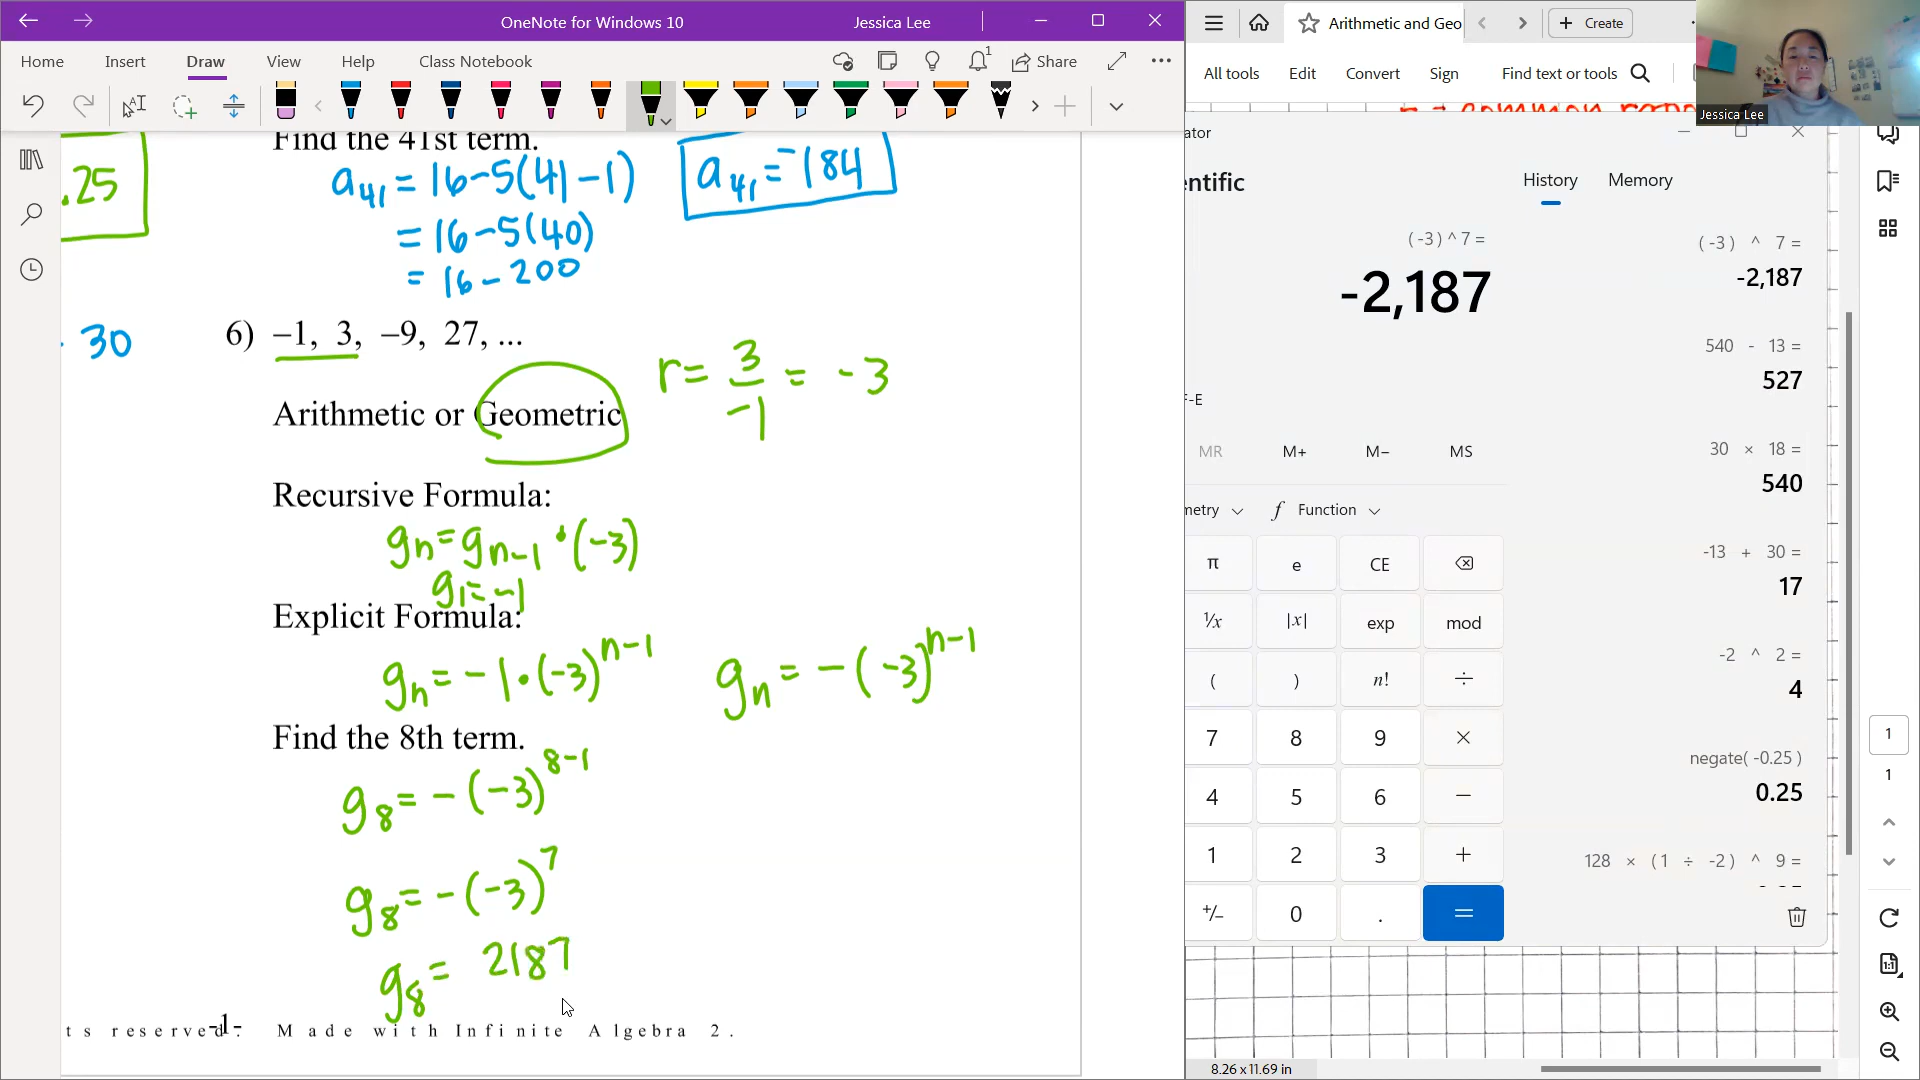 OneNote for Windows 10
Jessica Lee
Home Insert Draw View Help Class Notebook
1
Share
.25
30
Find the 41st term.
a41 = 16-5(41-1)
= 16-5(40)
= 16-200
a41 = -184
6) –1, 3, –9, 27, ...
r = 3/-1 = -3
Arithmetic or Geometric
Recursive Formula:
gn = gn-1 • (-3)
g1 = -1
Explicit Formula:
gn = -1•(-3)^n-1
gn = -(-3)^n-1
Find the 8th term.
g8 = -(-3)^8-1
g8 = -(-3)^7
g8 = 2187
-1-
ts reserved. Made with Infinite Algebra 2.
Arithmetic and Geo
+ Create
All tools Edit Convert Sign Find text or tools
Jessica Lee
ator
entific
History Memory
(-3) ^ 7 =
-2,187
F-E
MR M+ M− MS
metry f Function
π e CE
1/x |x| exp mod
( ) n! ÷
7 8 9 ×
4 5 6 −
1 2 3 +
+/− 0 . =
(-3) ^ 7 =
-2,187
540 - 13 =
527
30 × 18 =
540
-13 + 30 =
17
-2 ^ 2 =
4
negate( -0.25 )
0.25
128 × (1 ÷ -2) ^ 9 =
1
1
1:1
8.26 x 11.69 in